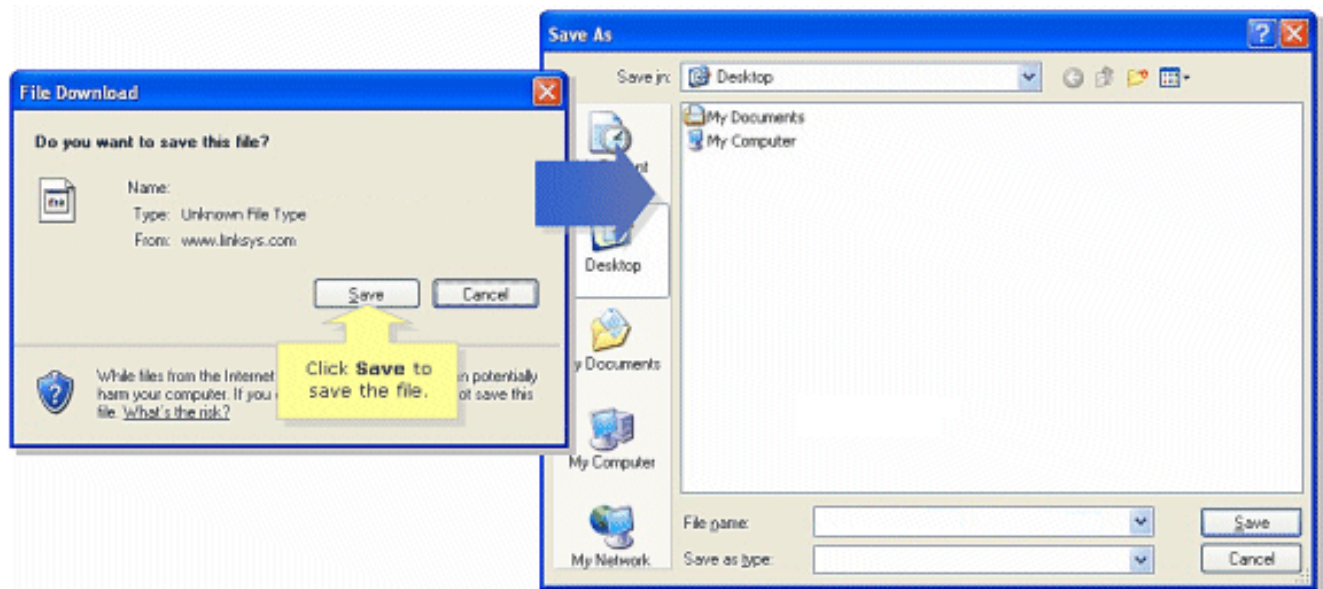 File Download
Do you want to save this file?
Name:
Type: Unknown File Type
From: www.linksys.com
Save
Cancel
Click Save to
save the file.
While files from the Internet
n potentially
harm your computer. If you
ot save this
file. What's the risk?
Save As
Save in:
Desktop
My Documents
My Computer
Desktop
y Documents
My Computer
My Network
File name:
Save
Save as type:
Cancel